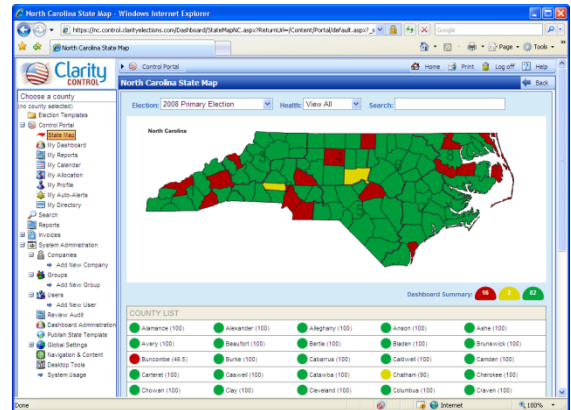 North Carolina State Map - Windows Internet Explorer
https://nc.control.clarityelections.com/Dashboard/StateMapNC.aspx?ReturnUrl=/Content/Portal/default.aspx?_s
Google
North Carolina State Map
Page
Tools
Clarity
CONTROL
Control Portal
Home
Print
Log off
Help
North Carolina State Map
Back
Choose a county
(no county selected)
Election Templates
Control Portal
State Map
My Dashboard
My Reports
My Calendar
My Allocation
My Profile
My Auto-Alerts
My Directory
Search
Reports
Invoices
System Administration
Companies
Add New Company
Groups
Add New Group
Users
Add New User
Review Audit
Dashboard Administration
Publish State Template
Global Settings
Navigation & Content
Desktop Tools
System Usage
Election: 2008 Primary Election
Health: View All
Search:
North Carolina
Dashboard Summary: 16 2 82
COUNTY LIST
Alamance (100) Alexander (100) Alleghany (100) Anson (100) Ashe (100)
Avery (100) Beaufort (100) Bertie (100) Bladen (100) Brunswick (100)
Buncombe (46.5) Burke (100) Cabarrus (100) Caldwell (100) Camden (100)
Carteret (100) Caswell (100) Catawba (100) Chatham (90) Cherokee (100)
Chowan (100) Clay (100) Cleveland (100) Columbus (100) Craven (100)
Done
Internet
100%